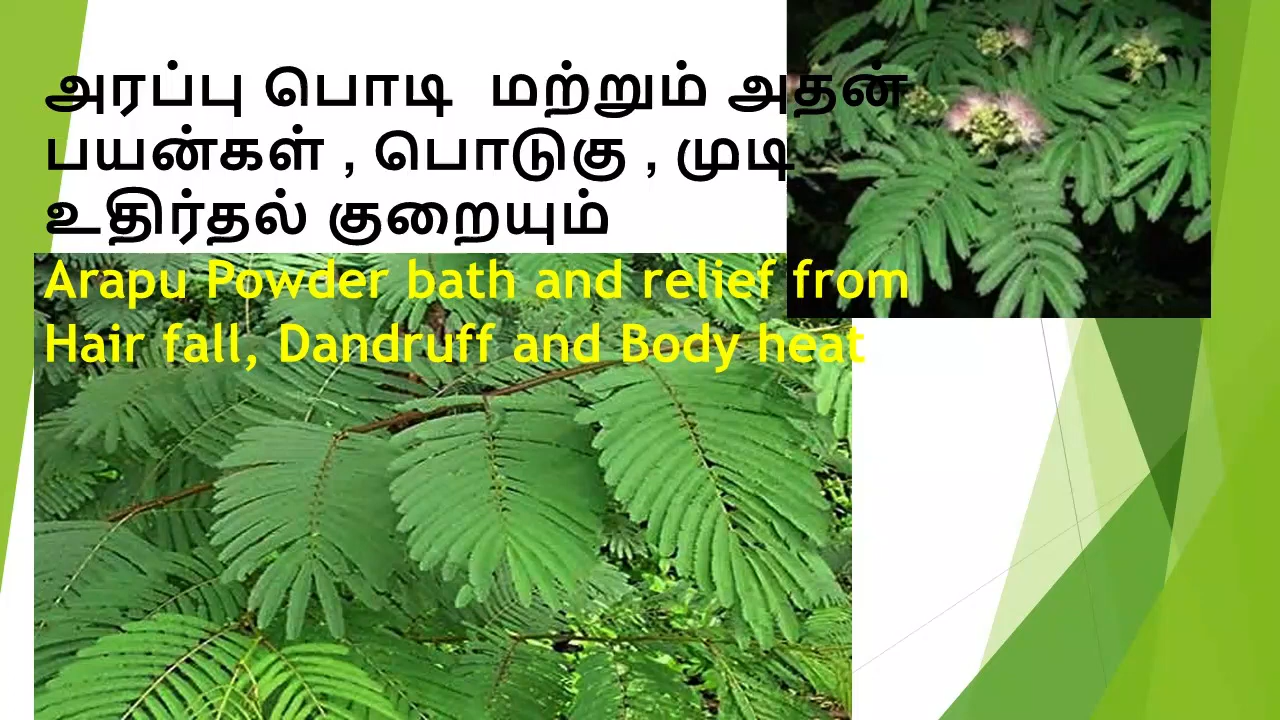 அரப்பு பொடி மற்றும் அதன்
பயன்கள் , பொடுகு , முடி
உதிர்தல் குறையும்
Arapu Powder bath and relief from
Hair fall, Dandruff and Body heat